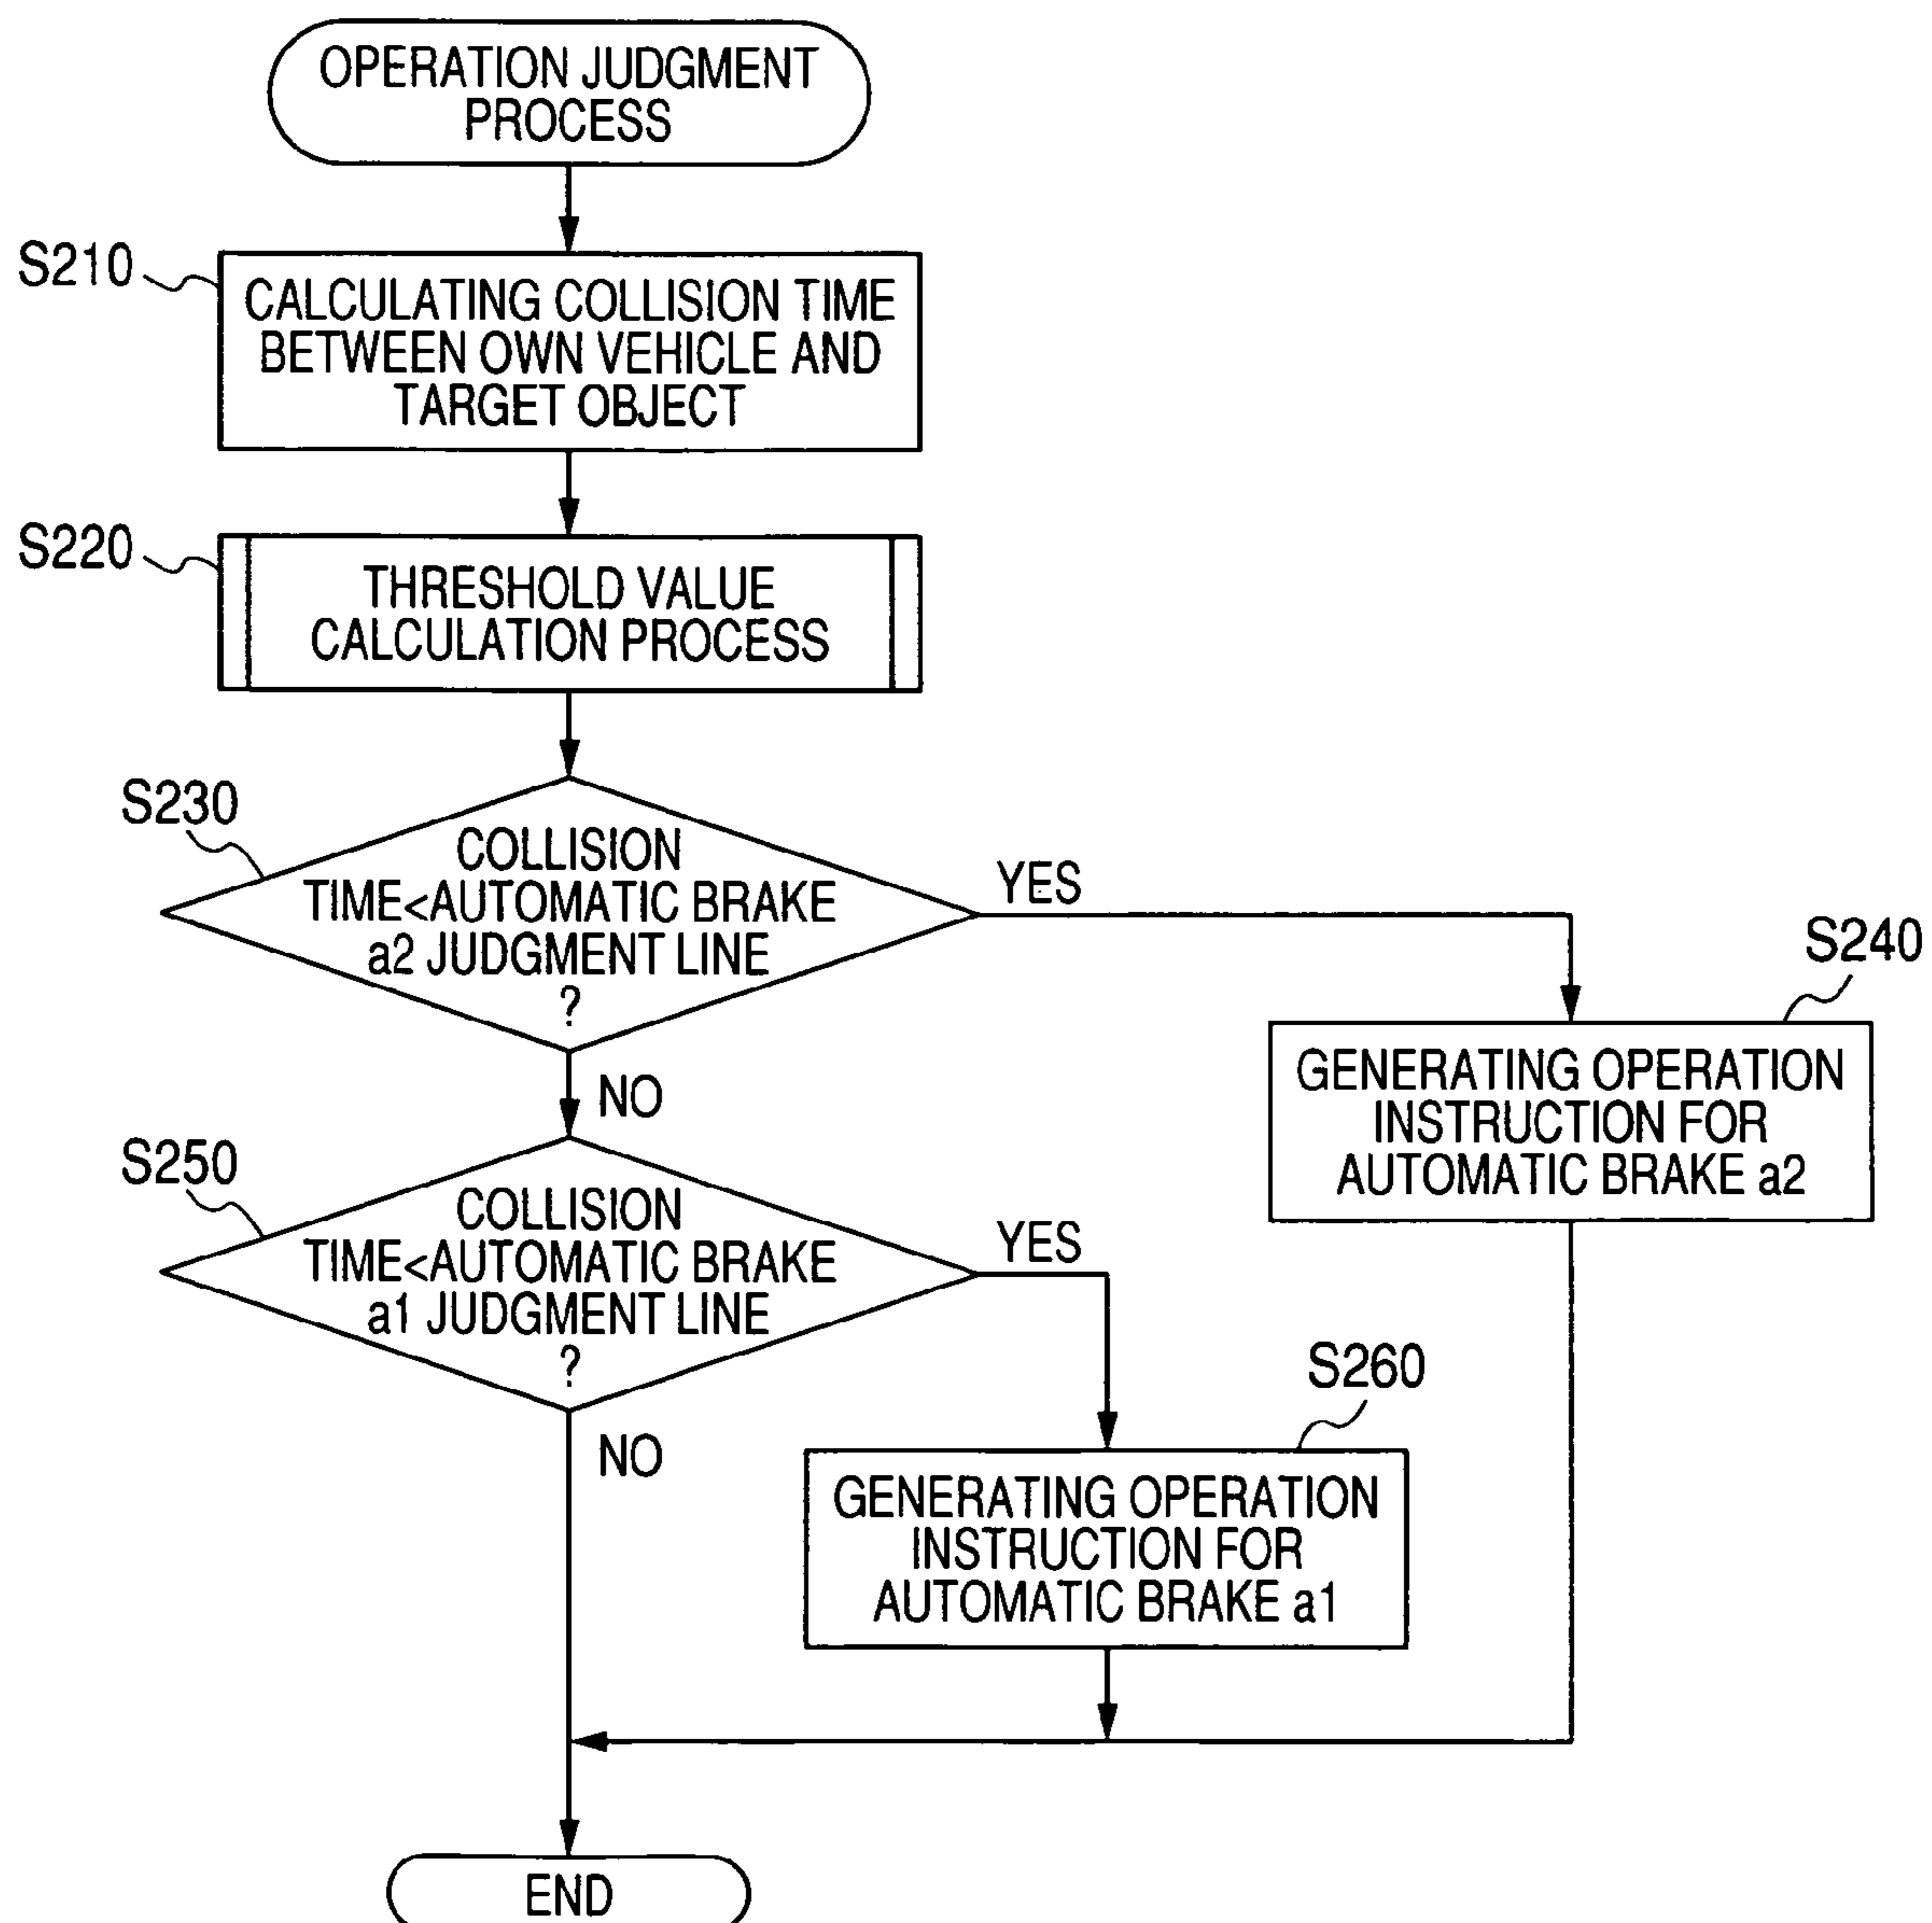 OPERATION JUDGMENT
PROCESS
S210
CALCULATING COLLISION TIME
BETWEEN OWN VEHICLE AND
TARGET OBJECT
S220
THRESHOLD VALUE
CALCULATION PROCESS
S230
COLLISION
TIME<AUTOMATIC BRAKE
a2 JUDGMENT LINE
?
YES
S240
GENERATING OPERATION
INSTRUCTION FOR
AUTOMATIC BRAKE a2
NO
S250
COLLISION
TIME<AUTOMATIC BRAKE
a1 JUDGMENT LINE
?
YES
S260
GENERATING OPERATION
INSTRUCTION FOR
AUTOMATIC BRAKE a1
NO
END